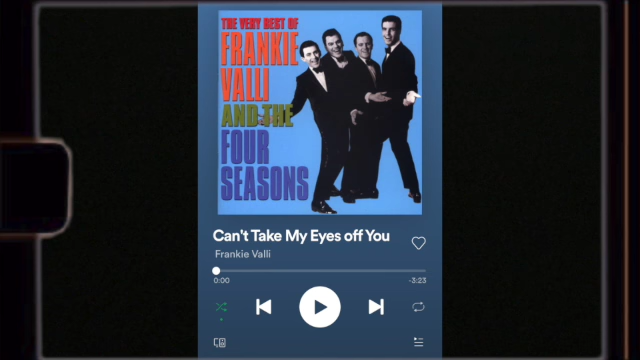 THE VERY BEST OF
FRANKIE
VALLI
AND THE
FOUR
SEASONS
Can't Take My Eyes off You
Frankie Valli
0:00
-3:23